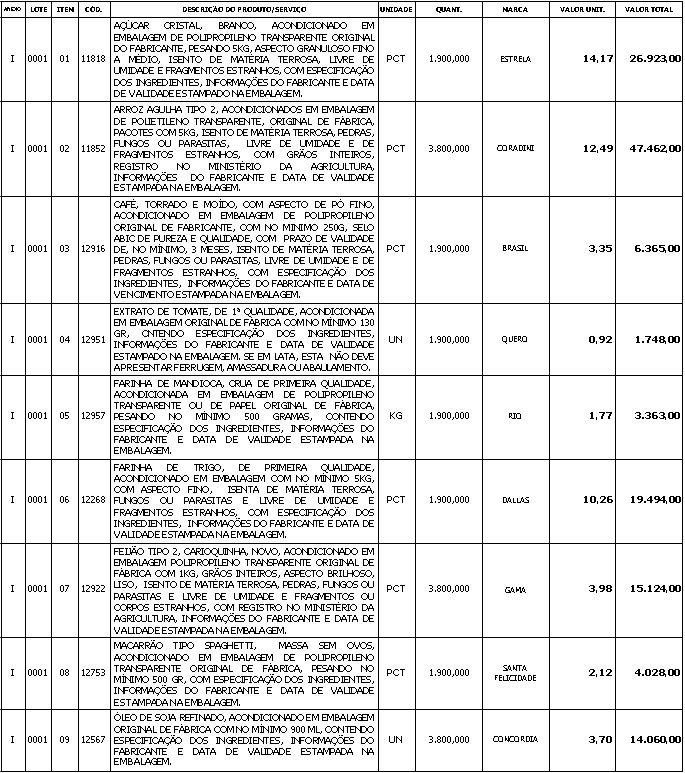 ANEXO LOTE ITEN CÓD. DESCRIÇÃO DO PRODUTO/SERVIÇO UNIDADE QUANT. MARCA VALOR UNIT. VALOR TOTAL
AÇÚCAR CRISTAL, BRANCO, ACONDICIONADO EM
EMBALAGEM DE POLIPROPILENO TRANSPARENTE ORIGINAL
DO FABRICANTE, PESANDO 5KG, ASPECTO GRANULOSO FINO
A MÉDIO, ISENTO DE MATÉRIA TERROSA, LIVRE DE
UMIDADE E FRAGMENTOS ESTRANHOS, COM ESPECIFICAÇÃO
DOS INGREDIENTES, INFORMAÇÕES DO FABRICANTE E DATA
DE VALIDADE ESTAMPADA NA EMBALAGEM.
I 0001 01 11818 PCT 1.900,000 ESTRELA 14,17 26.923,00
ARROZ AGULHA TIPO 2, ACONDICIONADOS EM EMBALAGEM
DE POLIETILENO TRANSPARENTE, ORIGINAL DE FÁBRICA,
PACOTES COM 5KG, ISENTO DE MATÉRIA TERROSA, PEDRAS,
FUNGOS OU PARASITAS, LIVRE DE UMIDADE E DE
FRAGMENTOS ESTRANHOS, COM GRÃOS INTEIROS,
REGISTRO NO MINISTÉRIO DA AGRICULTURA,
INFORMAÇÕES DO FABRICANTE E DATA DE VALIDADE
ESTAMPADA NA EMBALAGEM.
I 0001 02 11852 PCT 3.800,000 CORADINI 12,49 47.462,00
CAFÉ, TORRADO E MOÍDO, COM ASPECTO DE PÓ FINO,
ACONDICIONADO EM EMBALAGEM DE POLIPROPILENO
ORIGINAL DE FABRICANTE, COM NO MINIMO 250G, SELO
ABIC DE PUREZA E QUALIDADE, COM PRAZO DE VALIDADE
DE, NO MÍNIMO, 3 MESES, ISENTO DE MATÉRIA TERROSA,
PEDRAS, FUNGOS OU PARASITAS, LIVRE DE UMIDADE E DE
FRAGMENTOS ESTRANHOS, COM ESPECIFICAÇÃO DOS
INGREDIENTES, INFORMAÇÕES DO FABRICANTE E DATA DE
VENCIMENTO ESTAMPADA NA EMBALAGEM.
I 0001 03 12916 PCT 1.900,000 BRASIL 3,35 6.365,00
EXTRATO DE TOMATE, DE 1ª QUALIDADE, ACONDICIONADA
EM EMBALAGEM ORIGINAL DE FABRICA COM NO MÍNIMO 130
GR, CNTENDO ESPECIFICAÇÃO DOS INGREDIENTES,
INFORMAÇÕES DO FABRICANTE E DATA DE VALIDADE
ESTAMPADO NA EMBALAGEM. SE EM LATA, ESTA NÃO DEVE
APRESENTAR FERRUGEM, AMASSADURA OU ABAULAMENTO.
I 0001 04 12951 UN 1.900,000 QUERO 0,92 1.748,00
FARINHA DE MANDIOCA, CRUA DE PRIMEIRA QUALIDADE,
ACONDICIONADA EM EMBALAGEM DE POLIPROPILENO
TRANSPARENTE OU DE PAPEL ORIGINAL DE FÁBRICA,
PESANDO NO MÍNIMO 500 GRAMAS, CONTENDO
ESPECIFICAÇÃO DOS INGREDIENTES, INFORMAÇÕES DO
FABRICANTE E DATA DE VALIDADE ESTAMPADA NA
EMBALAGEM.
I 0001 05 12957 KG 1.900,000 RIO 1,77 3.363,00
FARINHA DE TRIGO, DE PRIMEIRA QUALIDADE,
ACONDICIONADO EM EMBALAGEM COM NO MÍNIMO 5KG,
COM ASPECTO FINO, ISENTA DE MATÉRIA TERROSA,
FUNGOS OU PARASITAS E LIVRE DE UMIDADE E
FRAGMENTOS ESTRANHOS, COM ESPECIFICAÇÃO DOS
INGREDIENTES, INFORMAÇÕES DO FABRICANTE E DATA DE
VALIDADE ESTAMPADA NA EMBALAGEM.
I 0001 06 12268 PCT 1.900,000 DALLAS 10,26 19.494,00
FEIJÃO TIPO 2, CARIOQUINHA, NOVO, ACONDICIONADO EM
EMBALAGEM POLIPROPILENO TRANSPARENTE ORIGINAL DE
FÁBRICA COM 1KG, GRÃOS INTEIROS, ASPECTO BRILHOSO,
LISO, ISENTO DE MATÉRIA TERROSA, PEDRAS, FUNGOS OU
PARASITAS E LIVRE DE UMIDADE E FRAGMENTOS OU
CORPOS ESTRANHOS, COM REGISTRO NO MINISTÉRIO DA
AGRICULTURA, INFORMAÇÕES DO FABRICANTE E DATA DE
VALIDADE ESTAMPADA NA EMBALAGEM.
I 0001 07 12922 PCT 3.800,000 GAMA 3,98 15.124,00
MACARRÃO TIPO SPAGHETTI, MASSA SEM OVOS,
ACONDICIONADO EM EMBALAGEM DE POLIPROPILENO
TRANSPARENTE ORIGINAL DE FÁBRICA, PESANDO NO
MÍNIMO 500 GR, COM ESPECIFICAÇÃO DOS INGREDIENTES,
INFORMAÇÕES DO FABRICANTE E DATA DE VALIDADE
ESTAMPADA NA EMBALAGEM.
I 0001 08 12753 PCT 1.900,000 SANTA FELICIDADE 2,12 4.028,00
ÓLEO DE SOJA REFINADO, ACONDICIONADO EM EMBALAGEM
ORIGINAL DE FÁBRICA COM NO MÍNIMO 900 ML, CONTENDO
ESPECIFICAÇÃO DOS INGREDIENTES, INFORMAÇÕES DO
FABRICANTE E DATA DE VALIDADE ESTAMPADA NA
EMBALAGEM.
I 0001 09 12567 UN 3.800,000 CONCORDIA 3,70 14.060,00